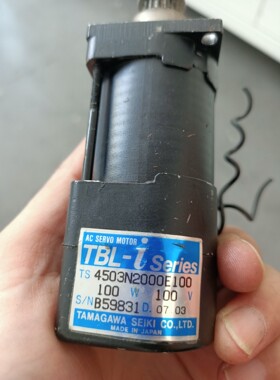 AC SERVO MOTOR
TBL-i Series
TS 4503N2000E100
100 W 100 V
S/N B59831 D. 07 03
TAMAGAWA SEIKI CO.,LTD.
MADE IN JAPAN